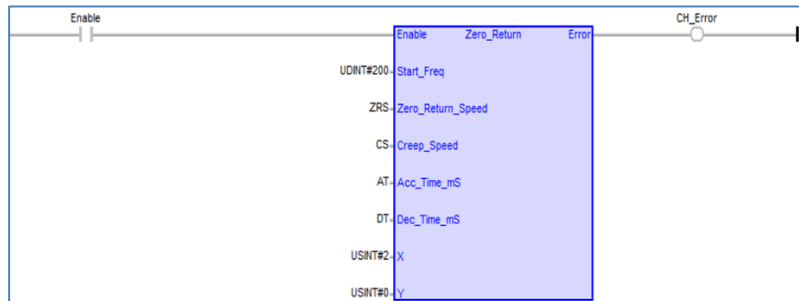 Enable CH_Error
Enable Zero_Return Error
UDINT#200 Start_Freq
ZRS Zero_Return_Speed
CS Creep_Speed
AT Acc_Time_mS
DT Dec_Time_mS
USINT#2 X
USINT#0 Y